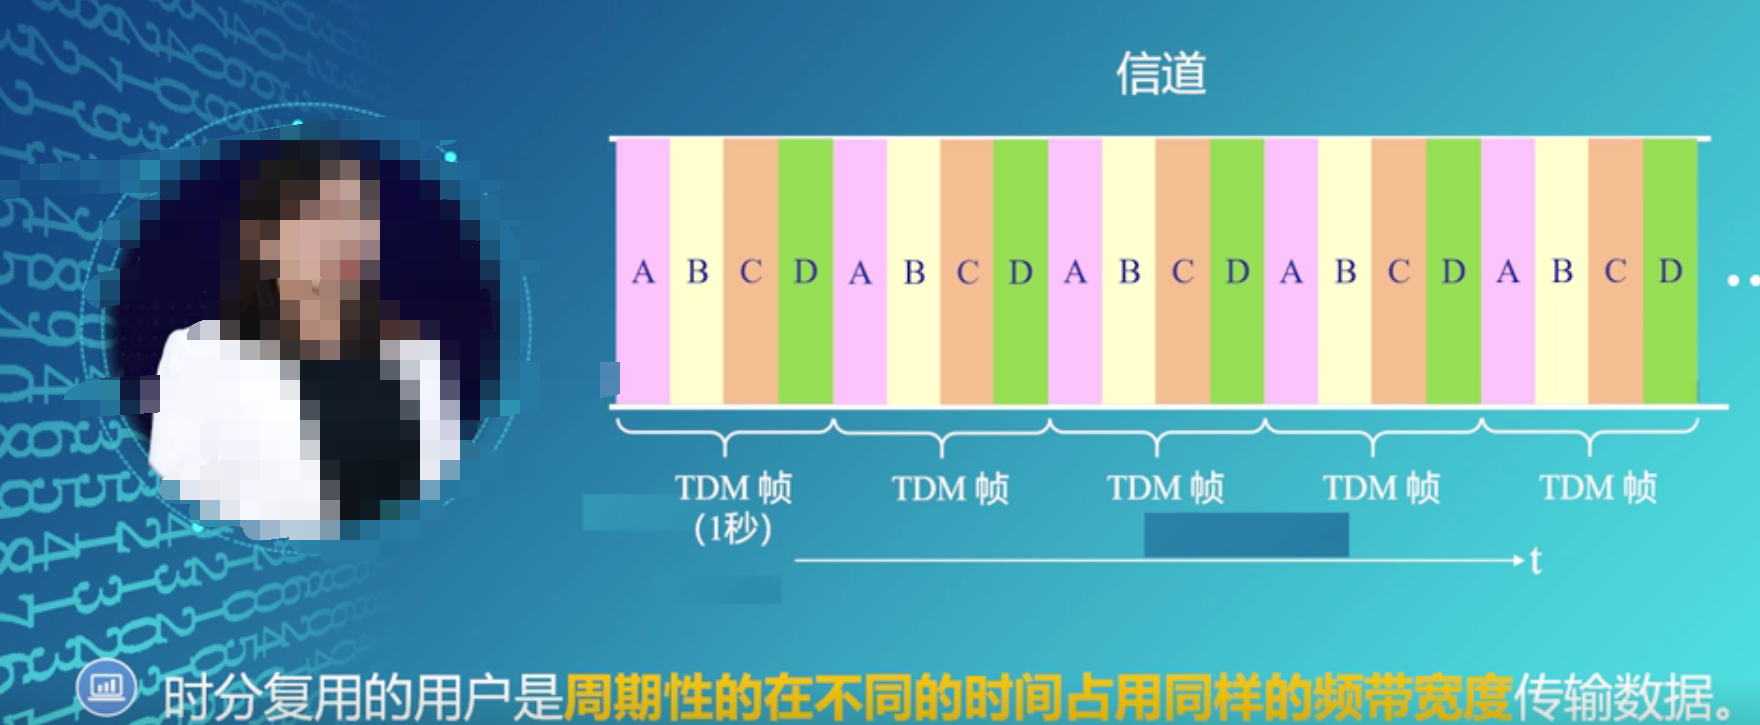 信道
A B C D A B C D A B C D A B C D A B C D ··
TDM 帧 TDM 帧 TDM 帧 TDM 帧 TDM 帧
(1秒)
t
时分复用的用户是周期性的在不同的时间占用同样的频带宽度传输数据。